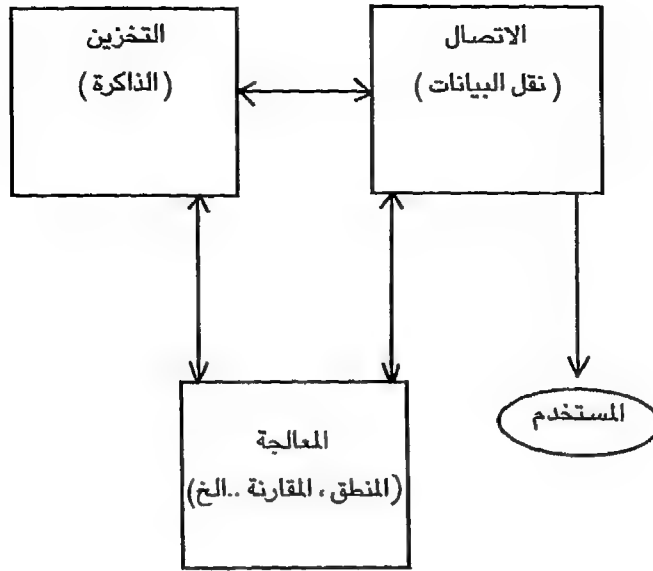 الاتصال
( نقل البيانات )
التخزين
( الذاكرة )
المستخدم
المعالجة
(المنطق ، المقارنة ..الخ)